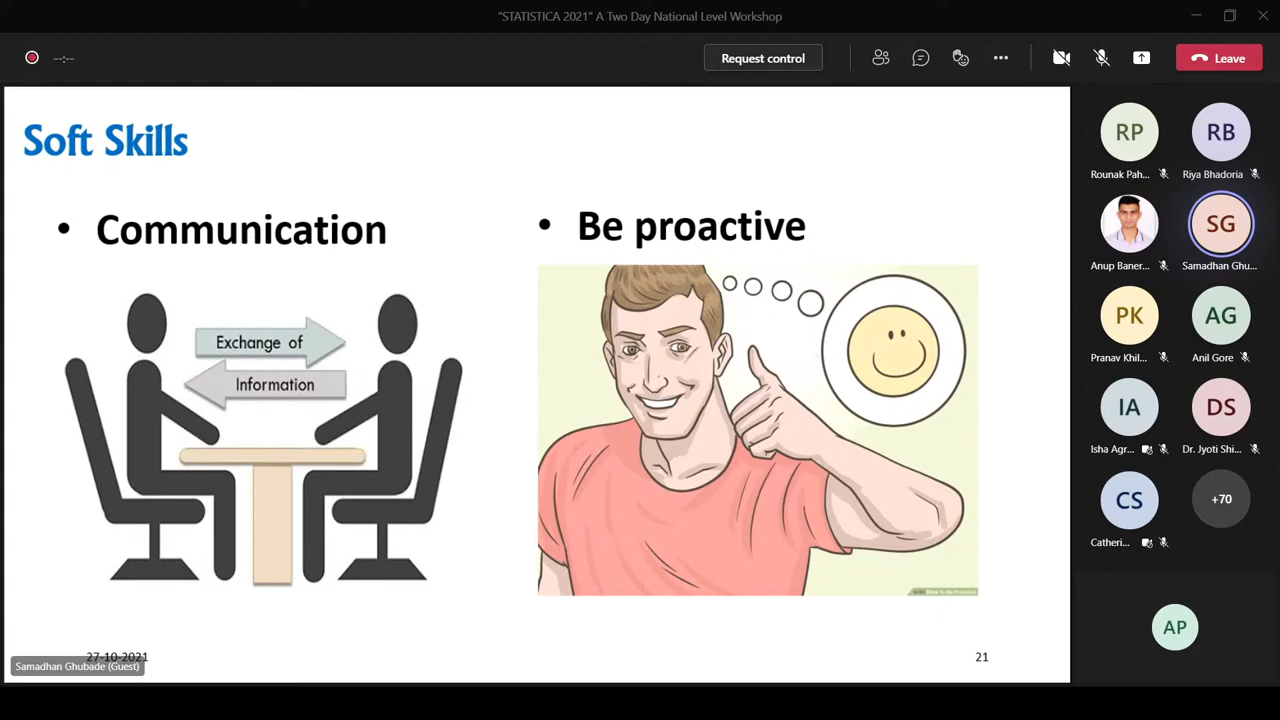 "STATISTICA 2021" A Two Day National Level Workshop
--:--
Request control
Leave
Soft Skills
• Communication
• Be proactive
Exchange of
Information
27-10-2021
21
Samadhan Ghubade (Guest)
RP
RB
Rounak Pah...
Riya Bhadoria
SG
Anup Baner...
Samadhan Ghu...
PK
AG
Pranav Khil...
Anil Gore
IA
DS
Isha Agr...
Dr. Jyoti Shi...
CS
+70
Catheri...
AP